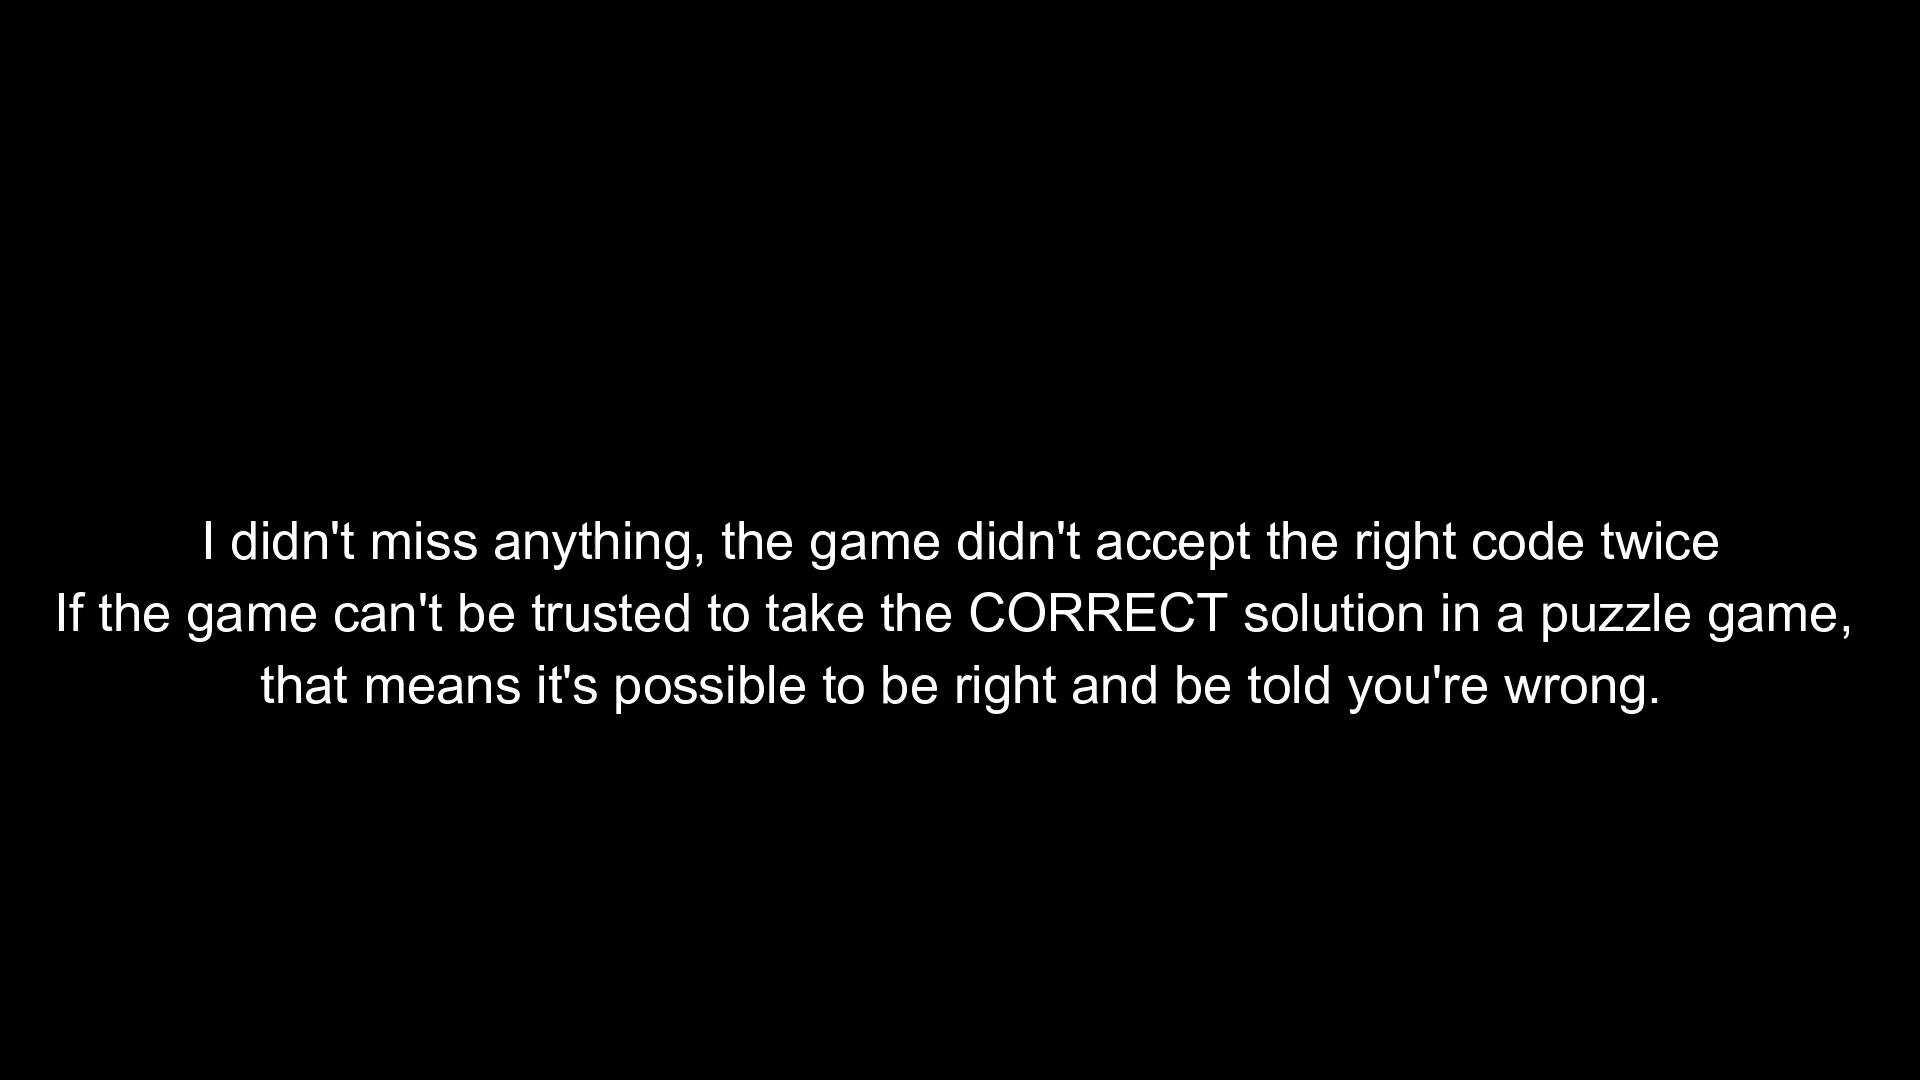 I didn't miss anything, the game didn't accept the right code twice
If the game can't be trusted to take the CORRECT solution in a puzzle game,
that means it's possible to be right and be told you're wrong.